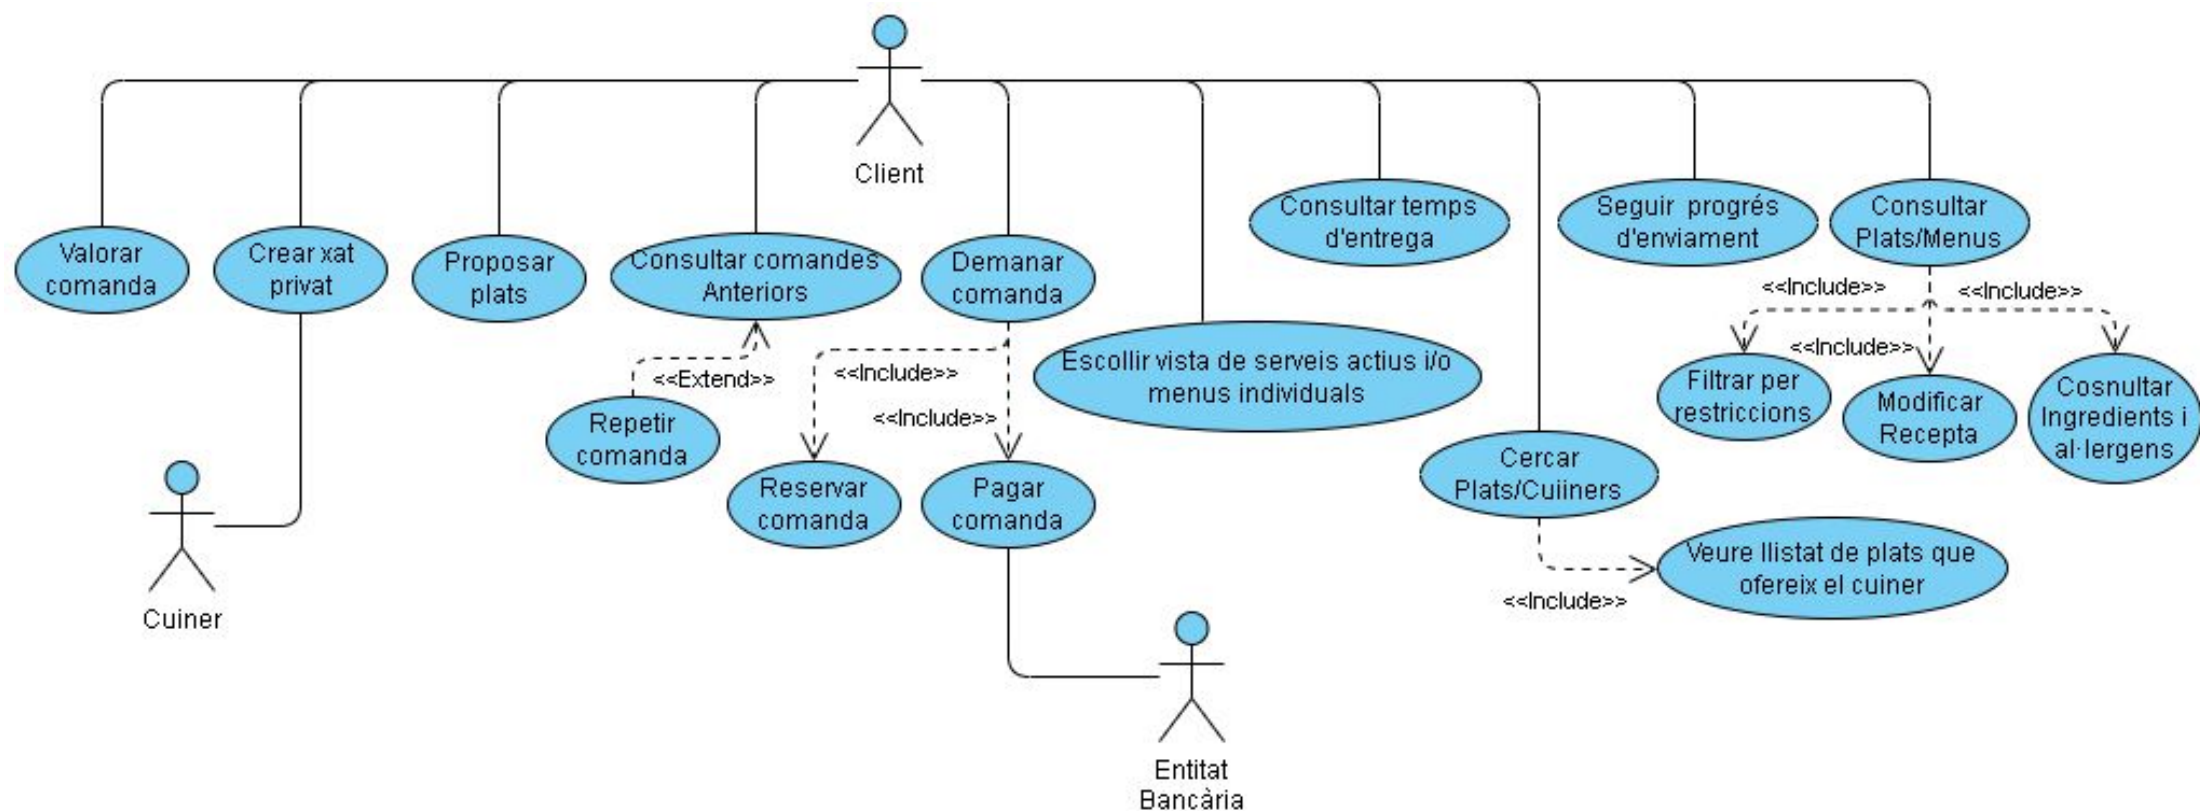 Client
Valorar
comanda
Crear xat
privat
Proposar
plats
Consultar comandes
Anteriors
Demanar
comanda
Consultar temps
d'entrega
Seguir progrés
d'enviament
Consultar
Plats/Menus
<<Include>>
<<Include>>
<<Include>>
<<Extend>>
<<Include>>
<<Include>>
Escollir vista de serveis actius i/o
menus individuals
Filtrar per
restriccions
Modificar
Recepta
Cosnultar
Ingredients i
al·lergens
Repetir
comanda
Reservar
comanda
Pagar
comanda
Cercar
Plats/Cuiiners
Veure llistat de plats que
ofereix el cuiner
<<Include>>
Cuiner
Entitat
Bancària